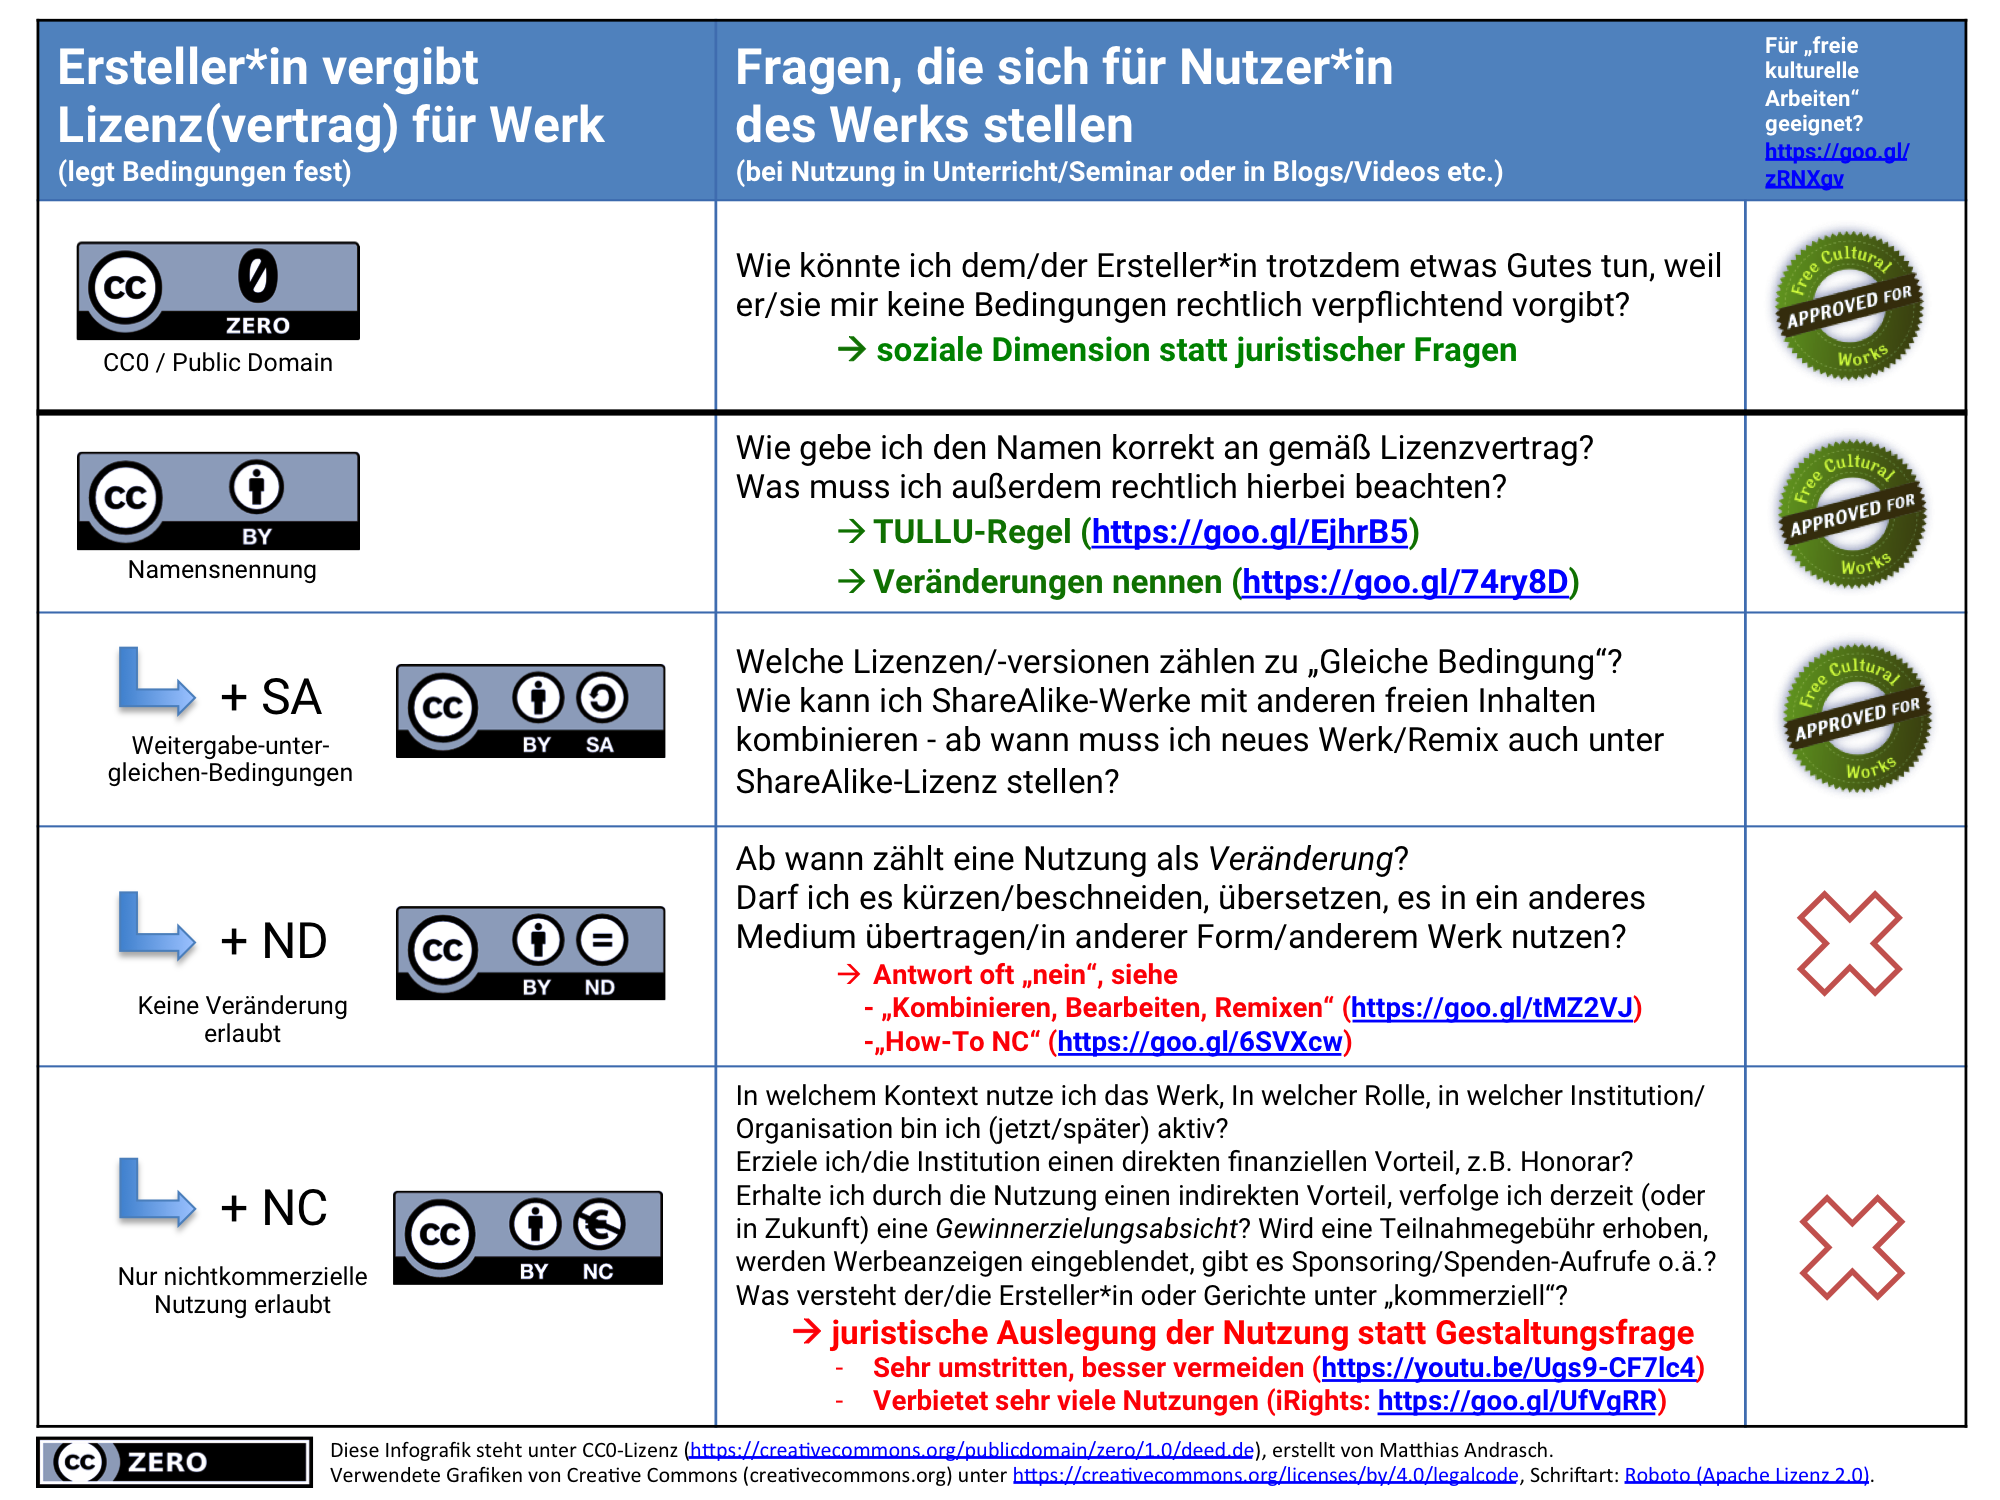 Ersteller*in vergibt
Lizenz(vertrag) für Werk
(legt Bedingungen fest)
Fragen, die sich für Nutzer*in
des Werks stellen
(bei Nutzung in Unterricht/Seminar oder in Blogs/Videos etc.)
Für „freie
kulturelle
Arbeiten“
geeignet?
https://goo.gl/
zRNXgv
cc 0
ZERO
CC0 / Public Domain
Wie könnte ich dem/der Ersteller*in trotzdem etwas Gutes tun, weil
er/sie mir keine Bedingungen rechtlich verpflichtend vorgibt?
→ soziale Dimension statt juristischer Fragen
Free Cultural
APPROVED FOR
Works
cc
BY
Namensnennung
Wie gebe ich den Namen korrekt an gemäß Lizenzvertrag?
Was muss ich außerdem rechtlich hierbei beachten?
→ TULLU-Regel (https://goo.gl/EjhrB5)
→ Veränderungen nennen (https://goo.gl/74ry8D)
Free Cultural
APPROVED FOR
Works
+ SA
Weitergabe-unter-
gleichen-Bedingungen
cc
BY SA
Welche Lizenzen/-versionen zählen zu „Gleiche Bedingung“?
Wie kann ich ShareAlike-Werke mit anderen freien Inhalten
kombinieren - ab wann muss ich neues Werk/Remix auch unter
ShareAlike-Lizenz stellen?
Free Cultural
APPROVED FOR
Works
+ ND
Keine Veränderung
erlaubt
cc =
BY ND
Ab wann zählt eine Nutzung als Veränderung?
Darf ich es kürzen/beschneiden, übersetzen, es in ein anderes
Medium übertragen/in anderer Form/anderem Werk nutzen?
→ Antwort oft „nein“, siehe
- „Kombinieren, Bearbeiten, Remixen“ (https://goo.gl/tMZ2VJ)
-„How-To NC“ (https://goo.gl/6SVXcw)
+ NC
Nur nichtkommerzielle
Nutzung erlaubt
cc €
BY NC
In welchem Kontext nutze ich das Werk, In welcher Rolle, in welcher Institution/
Organisation bin ich (jetzt/später) aktiv?
Erziele ich/die Institution einen direkten finanziellen Vorteil, z.B. Honorar?
Erhalte ich durch die Nutzung einen indirekten Vorteil, verfolge ich derzeit (oder
in Zukunft) eine Gewinnerzielungsabsicht? Wird eine Teilnahmegebühr erhoben,
werden Werbeanzeigen eingeblendet, gibt es Sponsoring/Spenden-Aufrufe o.ä.?
Was versteht der/die Ersteller*in oder Gerichte unter „kommerziell“?
→ juristische Auslegung der Nutzung statt Gestaltungsfrage
- Sehr umstritten, besser vermeiden (https://youtu.be/Ugs9-CF7lc4)
- Verbietet sehr viele Nutzungen (iRights: https://goo.gl/UfVgRR)
cc ZERO
Diese Infografik steht unter CC0-Lizenz (https://creativecommons.org/publicdomain/zero/1.0/deed.de), erstellt von Matthias Andrasch.
Verwendete Grafiken von Creative Commons (creativecommons.org) unter https://creativecommons.org/licenses/by/4.0/legalcode, Schriftart: Roboto (Apache Lizenz 2.0).